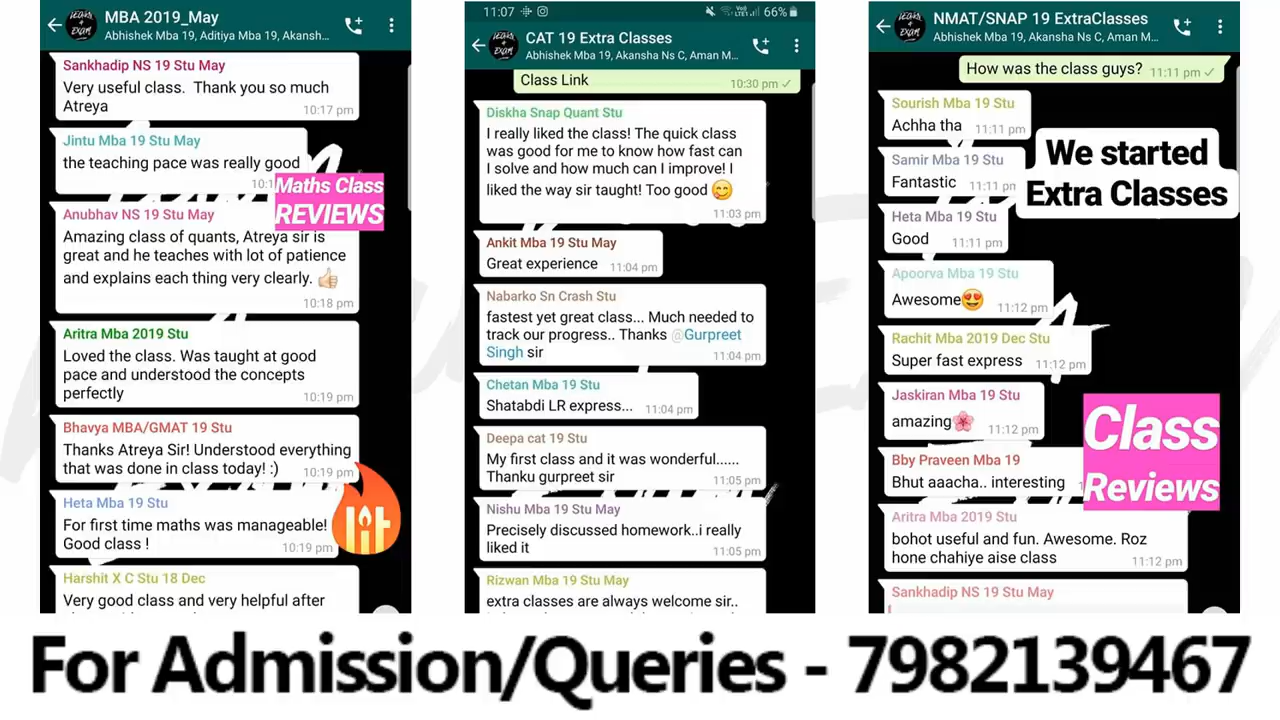 MBA 2019_May
Abhishek Mba 19, Aditiya Mba 19, Akansh...
Sankhadip NS 19 Stu May
Very useful class. Thank you so much
Atreya
10:17 pm
Jintu Mba 19 Stu May
the teaching pace was really good
Maths Class
REVIEWS
Anubhav NS 19 Stu May
Amazing class of quants, Atreya sir is
great and he teaches with lot of patience
and explains each thing very clearly. 👍
10:18 pm
Aritra Mba 2019 Stu
Loved the class. Was taught at good
pace and understood the concepts
perfectly
10:19 pm
Bhavya MBA/GMAT 19 Stu
Thanks Atreya Sir! Understood everything
that was done in class today! :)
10:19 pm
Heta Mba 19 Stu
For first time maths was manageable!
Good class !
10:19 pm
lit
Harshit X C Stu 18 Dec
Very good class and very helpful after
11:07
66%
CAT 19 Extra Classes
Abhishek Mba 19, Akansha Ns C, Aman M...
Class Link
10:30 pm
Diskha Snap Quant Stu
I really liked the class! The quick class
was good for me to know how fast can
I solve and how much can I improve! I
liked the way sir taught! Too good 😋
11:03 pm
Ankit Mba 19 Stu May
Great experience 11:04 pm
Nabarko Sn Crash Stu
fastest yet great class... Much needed to
track our progress.. Thanks @Gurpreet
Singh sir
11:04 pm
Chetan Mba 19 Stu
Shatabdi LR express... 11:04 pm
Deepa cat 19 Stu
My first class and it was wonderful......
Thanku gurpreet sir
11:05 pm
Nishu Mba 19 Stu May
Precisely discussed homework..i really
liked it
11:05 pm
Rizwan Mba 19 Stu May
extra classes are always welcome sir..
NMAT/SNAP 19 ExtraClasses
Abhishek Mba 19, Akansha Ns C, Aman M...
How was the class guys? 11:11 pm
Sourish Mba 19 Stu
Achha tha 11:11 pm
Samir Mba 19 Stu
Fantastic 11:11 pm
We started
Extra Classes
Heta Mba 19 Stu
Good 11:11 pm
Apoorva Mba 19 Stu
Awesome😍 11:12 pm
Rachit Mba 2019 Dec Stu
Super fast express 11:12 pm
Jaskiran Mba 19 Stu
amazing🌸 11:12 pm
Class
Reviews
Bby Praveen Mba 19
Bhut aaacha.. interesting
Aritra Mba 2019 Stu
bohot useful and fun. Awesome. Roz
hone chahiye aise class
11:12 pm
Sankhadip NS 19 Stu May
For Admission/Queries - 7982139467